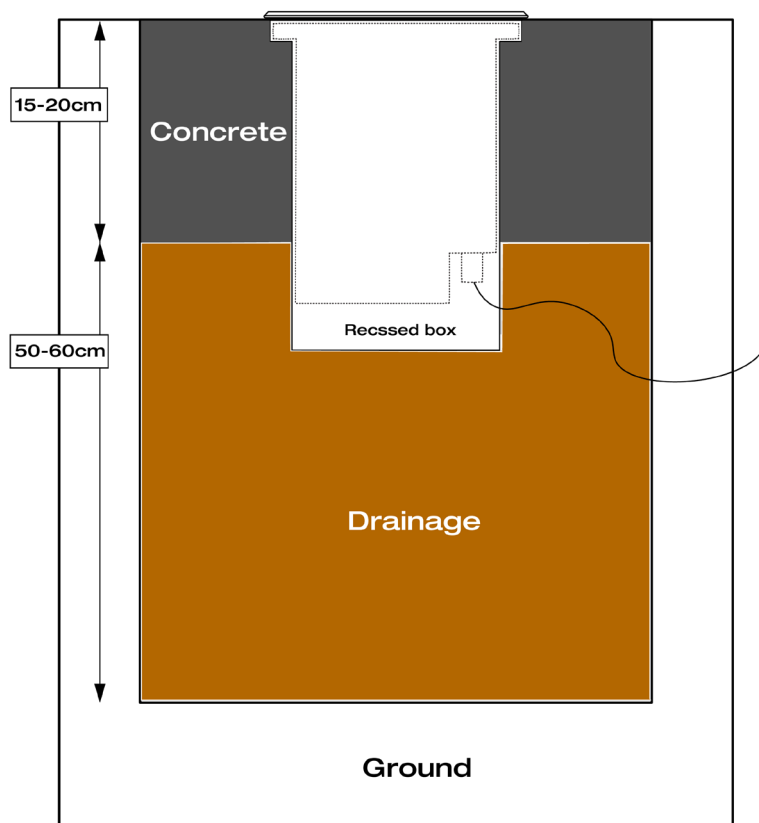 15-20cm
Concrete
Recssed box
50-60cm
Drainage
Ground